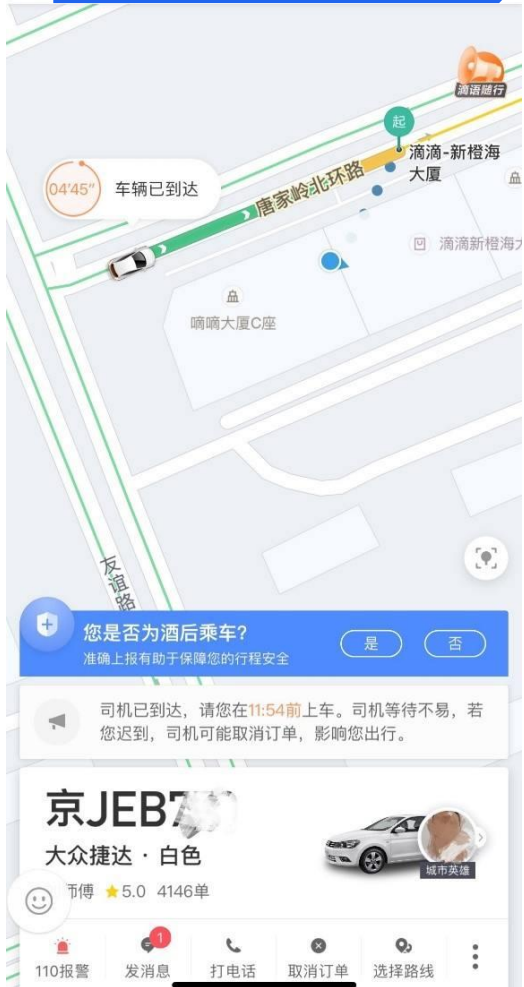 滴语随行
起
滴滴-新橙海
大厦
04'45"
车辆已到达
唐家岭北环路
滴滴新橙海大
嘀嘀大厦C座
友谊路
您是否为酒后乘车?
准确上报有助于保障您的行程安全
是
否
司机已到达，请您在11:54前上车。司机等待不易，若
您迟到，司机可能取消订单，影响您出行。
京JEB7
大众捷达 · 白色
城市英雄
师傅 5.0 4146单
1
110报警
发消息
打电话
取消订单
选择路线